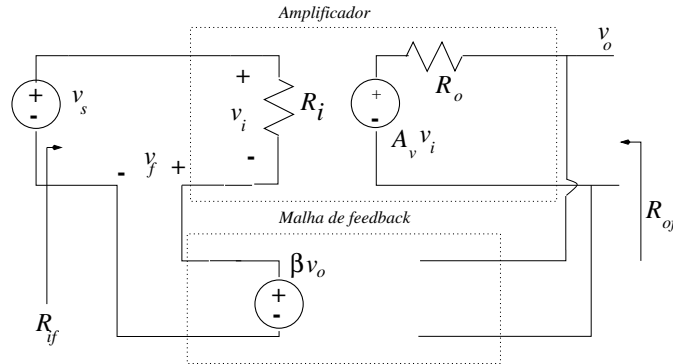 Amplificador
v_o
+
+
-
v_s
v_i
R_i
-
+
-
R_o
A_v v_i
- v_f +
Malha de feedback
R_of
βv_o
+
-
R_if